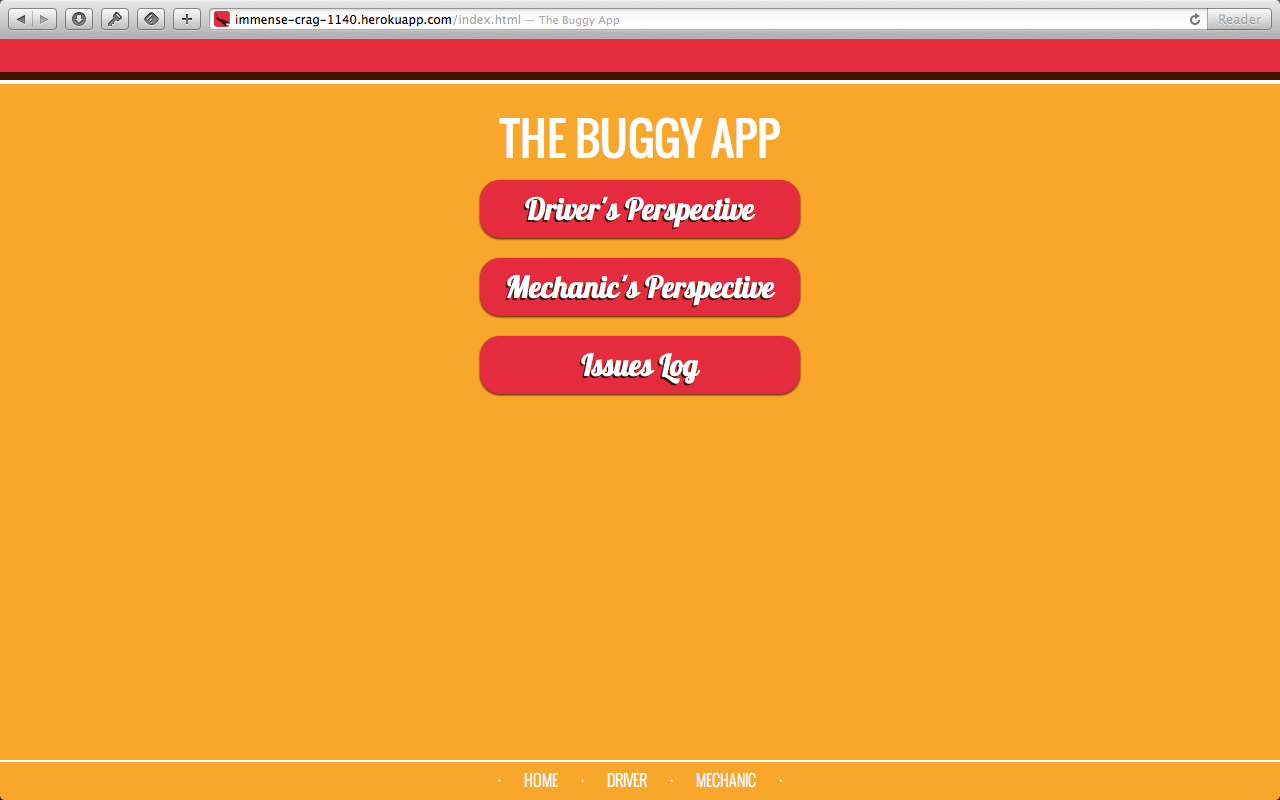 immense-crag-1140.herokuapp.com/index.html — The Buggy App
Reader
THE BUGGY APP
Driver's Perspective
Mechanic's Perspective
Issues Log
· HOME · DRIVER · MECHANIC ·